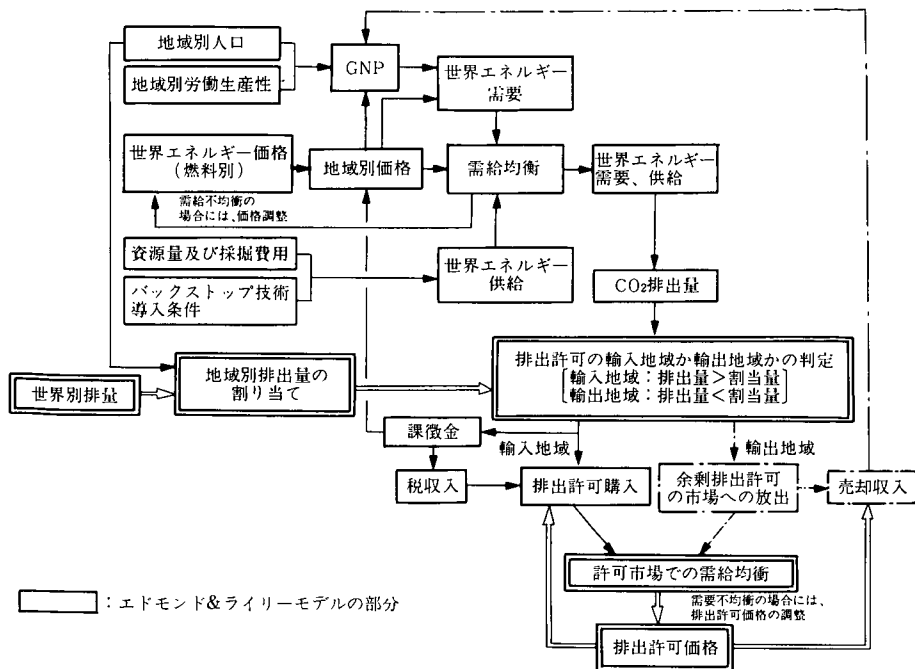 地域別人口
地域別労働生産性
GNP
世界エネルギー
需要
世界エネルギー価格
(燃料別)
地域別価格
需給均衡
世界エネルギー
需要、供給
需給不均衡の
場合には、価格調整
資源量及び採掘費用
バックストップ技術
導入条件
世界エネルギー
供給
CO₂排出量
世界別排量
地域別排出量の
割り当て
排出許可の輸入地域か輸出地域かの判定
[輸入地域:排出量>割当量]
[輸出地域:排出量<割当量]
課徴金
輸入地域
輸出地域
税収入
排出許可購入
余剰排出許可
の市場への放出
売却収入
許可市場での需給均衡
需要不均衡の場合には、
排出許可価格の調整
排出許可価格
:エドモンド&ライリーモデルの部分